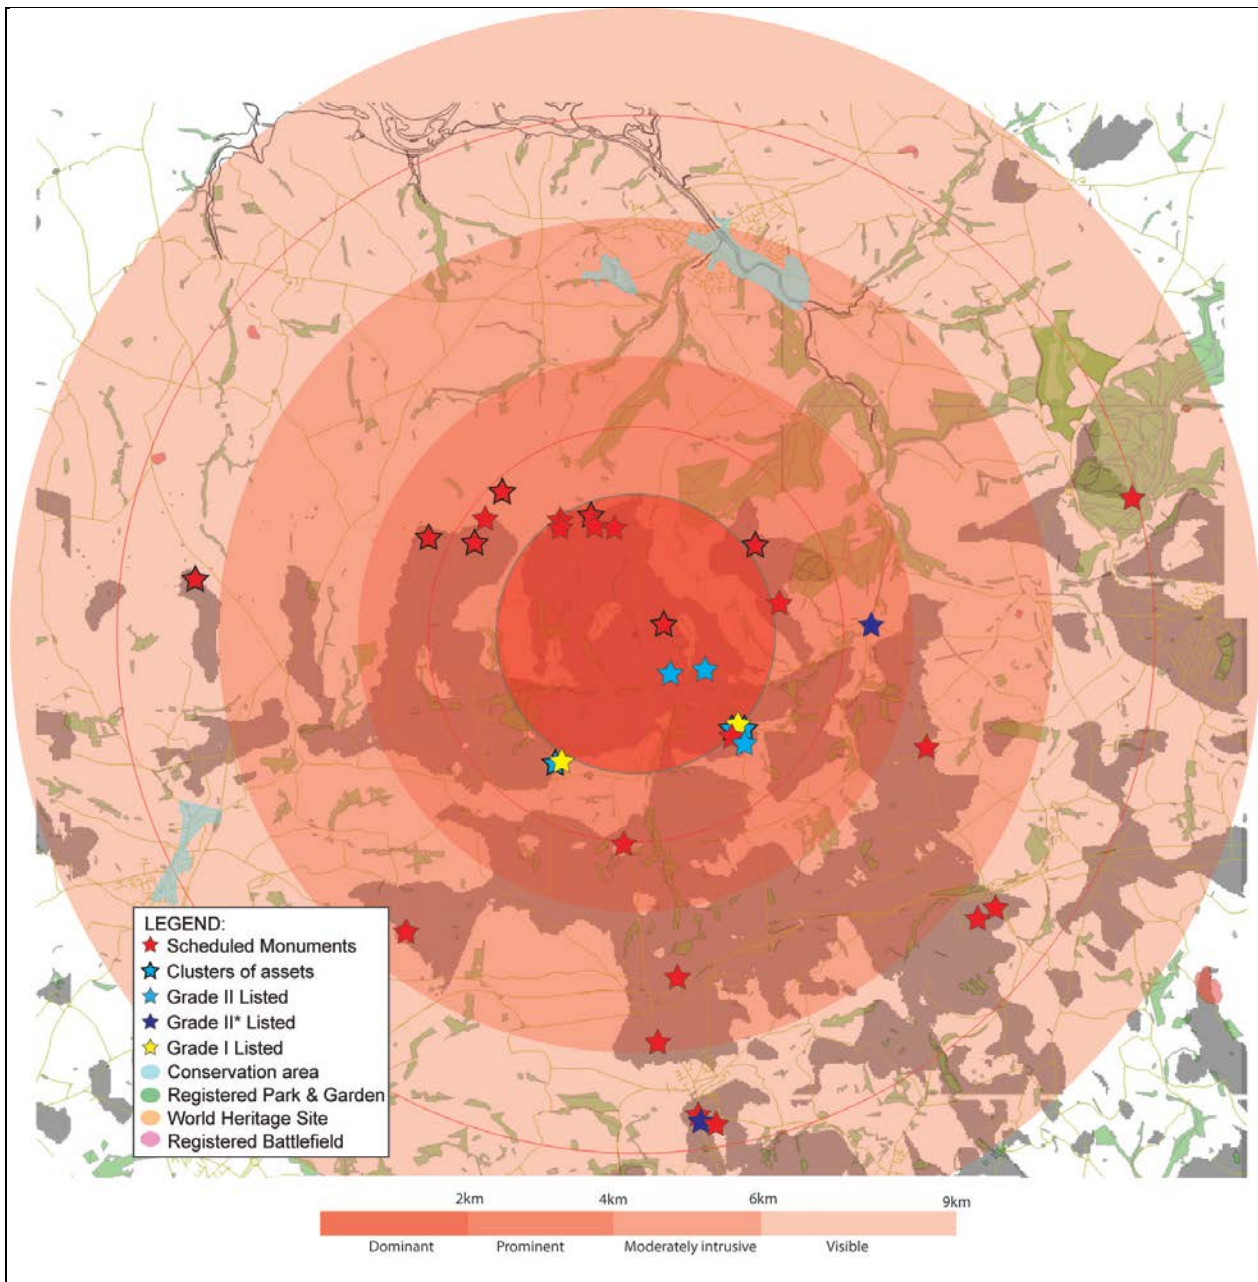 LEGEND:
Scheduled Monuments
Clusters of assets
Grade II Listed
Grade II* Listed
Grade I Listed
Conservation area
Registered Park & Garden
World Heritage Site
Registered Battlefield
2km 4km 6km 9km
Dominant Prominent Moderately intrusive Visible